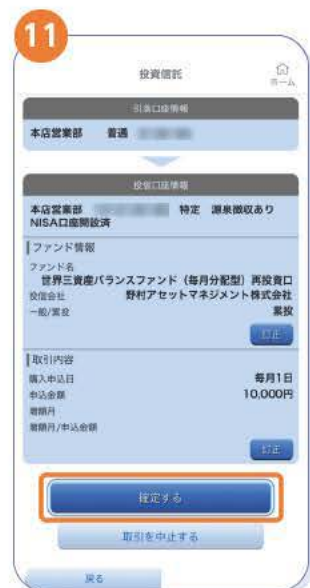 11
投資信託
ホーム
引落口座情報
本店営業部 普通
投信口座情報
本店営業部 特定 源泉徴収あり
NISA口座開設済
ファンド情報
ファンド名
世界三資産バランスファンド（毎月分配型）再投資口
投信会社 野村アセットマネジメント株式会社
一般/累投 累投
訂正
取引内容
購入申込日 毎月1日
申込金額 10,000円
増額月
増額月/申込金額
訂正
確定する
取引を中止する
戻る